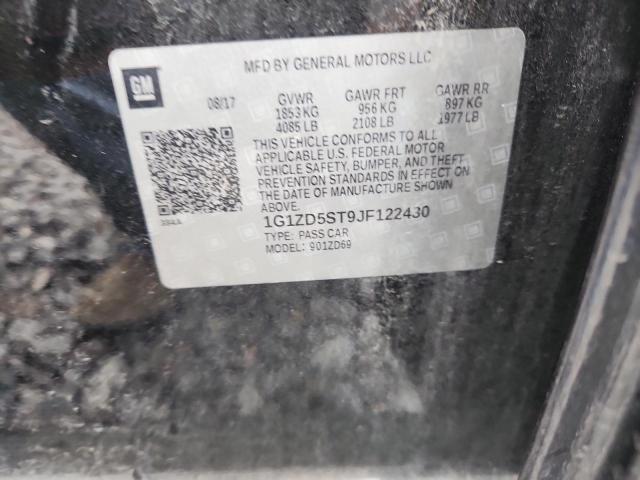 MFD BY GENERAL MOTORS LLC
GM
08/17 GVWR GAWR FRT GAWR RR
1853 KG 956 KG 897 KG
4085 LB 2108 LB 1977 LB
THIS VEHICLE CONFORMS TO ALL
APPLICABLE U.S. FEDERAL MOTOR
VEHICLE SAFETY, BUMPER, AND THEFT
PREVENTION STANDARDS IN EFFECT ON
THE DATE OF MANUFACTURE SHOWN
ABOVE.
1G1ZD5ST9JF122430
TYPE: PASS CAR
MODEL: 901ZD69